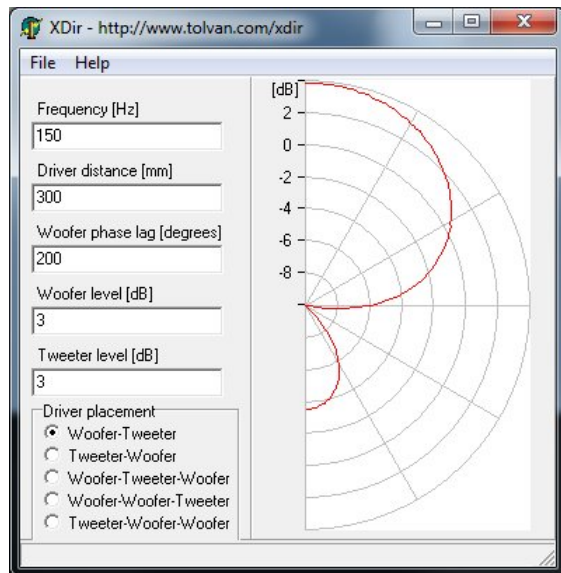 XDir - http://www.tolvan.com/xdir
File Help
Frequency [Hz]
150
Driver distance [mm]
300
Woofer phase lag [degrees]
200
Woofer level [dB]
3
Tweeter level [dB]
3
Driver placement
Woofer-Tweeter
Tweeter-Woofer
Woofer-Tweeter-Woofer
Woofer-Woofer-Tweeter
Tweeter-Woofer-Woofer
[dB]
2
0
-2
-4
-6
-8